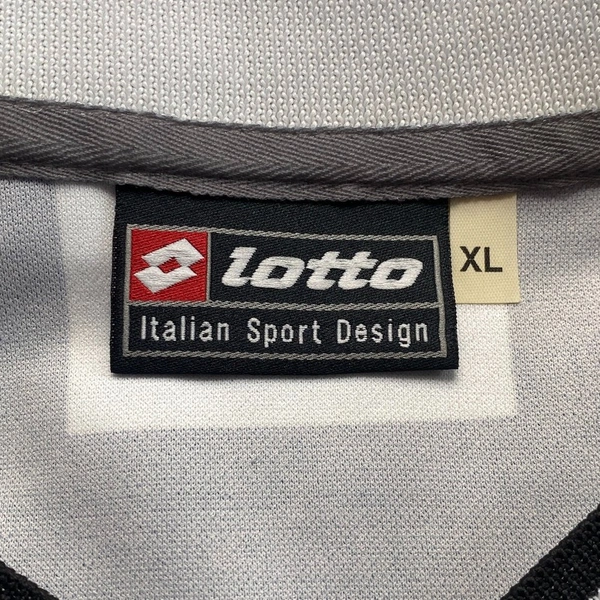 lotto
XL
Italian Sport Design